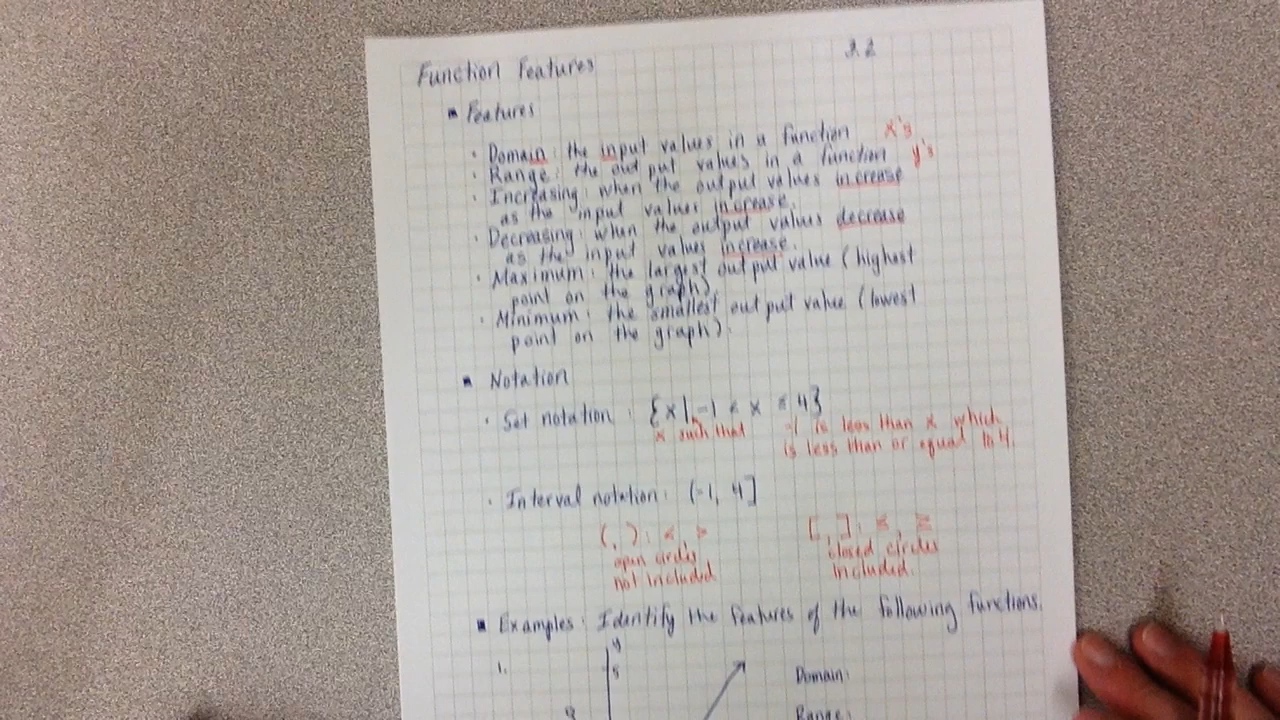 Function Features 2.2
▪ Features
· Domain: the input values in a function x's
· Range: the output values in a function y's
· Increasing: when the output values increase
as the input values increase.
· Decreasing: when the output values decrease
as the input values increase.
· Maximum: the largest output value (highest
point on the graph).
· Minimum: the smallest output value (lowest
point on the graph).
▪ Notation
· Set notation: {x | -1 < x ≤ 4}
x such that -1 is less than x which
is less than or equal to 4.
· Interval notation: (-1, 4]
( , ): <, > [ , ]: ≤, ≥
open circles closed circles
not included included.
▪ Examples: Identify the features of the following functions.
y
1. 5 Domain:
Range: